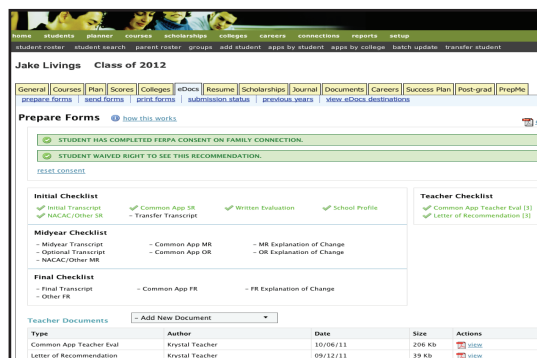 home students planner courses scholarships colleges careers connections reports setup
student roster student search parent roster groups add student apps by student apps by college batch update transfer student
Jake Livings Class of 2012
General Courses Plan Scores Colleges eDocs Resume Scholarships Journal Documents Careers Success Plan Post-grad PrepMe
prepare forms | send forms | print forms | submission status | previous years | view eDocs destinations
Prepare Forms how this works
STUDENT HAS COMPLETED FERPA CONSENT ON FAMILY CONNECTION.
STUDENT WAIVED RIGHT TO SEE THIS RECOMMENDATION.
reset consent
Initial Checklist
Teacher Checklist
Initial Transcript Common App SR Written Evaluation School Profile
Common App Teacher Eval (3)
NACAC/Other SR – Transfer Transcript
Letter of Recommendation (3)
Midyear Checklist
– Midyear Transcript – Common App MR – MR Explanation of Change
– Optional Transcript – Common App OR – OR Explanation of Change
– NACAC/Other MR
Final Checklist
– Final Transcript – Common App FR – FR Explanation of Change
– Other FR
Teacher Documents – Add New Document
Type Author Date Size Actions
Common App Teacher Eval Krystal Teacher 10/06/11 206 Kb view
Letter of Recommendation Krystal Teacher 09/12/11 39 Kb view